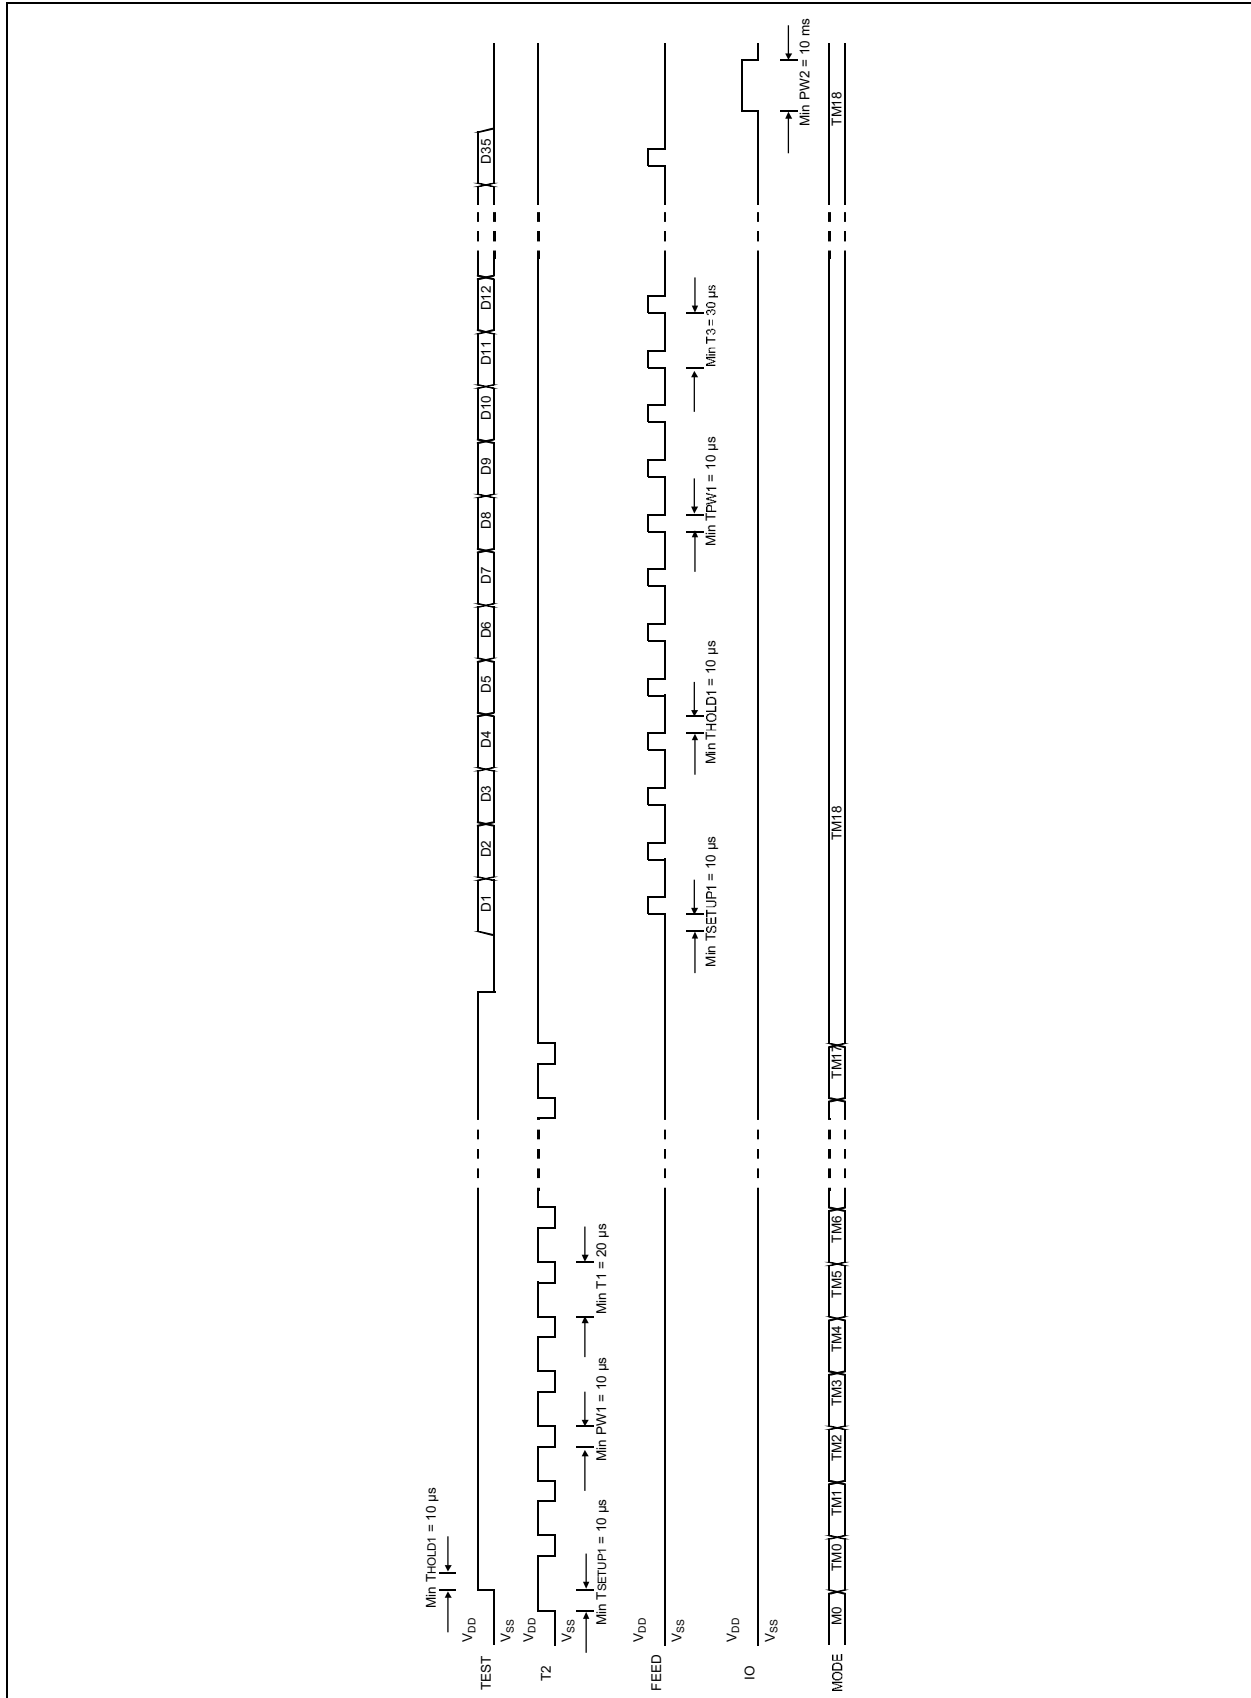 Min THOLD1 = 10 µs
TEST
VDD
VSS
D1
D2
D3
D4
D5
D6
D7
D8
D9
D10
D11
D12
D35
T2
VDD
VSS
Min TSETUP1 = 10 µs
Min PW1 = 10 µs
Min T1 = 20 µs
FEED
VDD
VSS
Min TSETUP1 = 10 µs
Min THOLD1 = 10 µs
Min TPW1 = 10 µs
Min T3 = 30 µs
IO
VDD
VSS
Min PW2 = 10 ms
MODE
M0
TM0
TM1
TM2
TM3
TM4
TM5
TM6
TM17
TM18
TM18